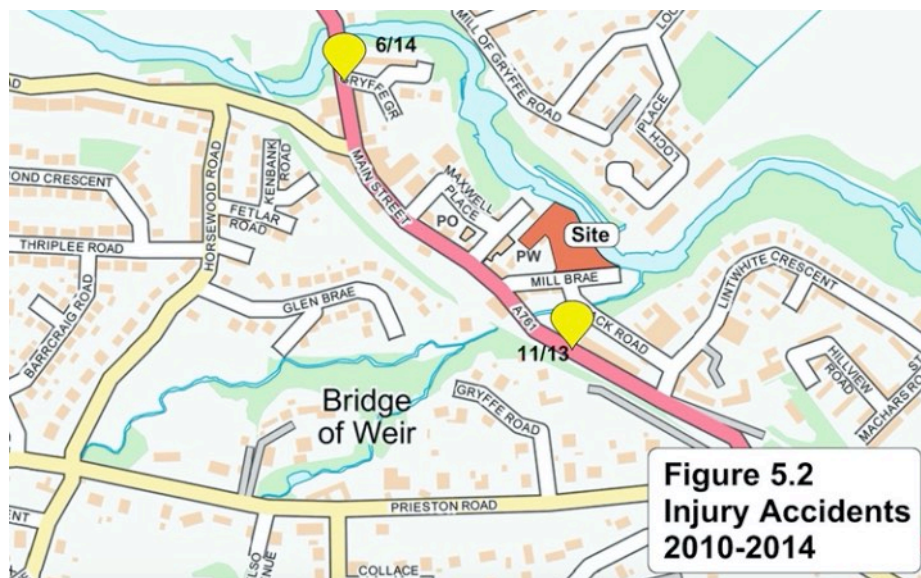 6/14
GRYFFE GR
MILL OF GRYFFE ROAD
LOCH
PLACE
HORSEWOOD ROAD
KENBANK
ROAD
MAIN STREET
MAXWELL
PLACE
OND CRESCENT
FETLAR
ROAD
PO
Site
THRIPLEE ROAD
PW
MILL BRAE
LINTWHITE CRESCENT
BARRCRAIG ROAD
GLEN BRAE
A761
ACK ROAD
11/13
HILLVIEW
ROAD
MACHARS
Bridge
of Weir
GRYFFE ROAD
PRIESTON ROAD
ENT
COLLACE
Figure 5.2
Injury Accidents
2010-2014